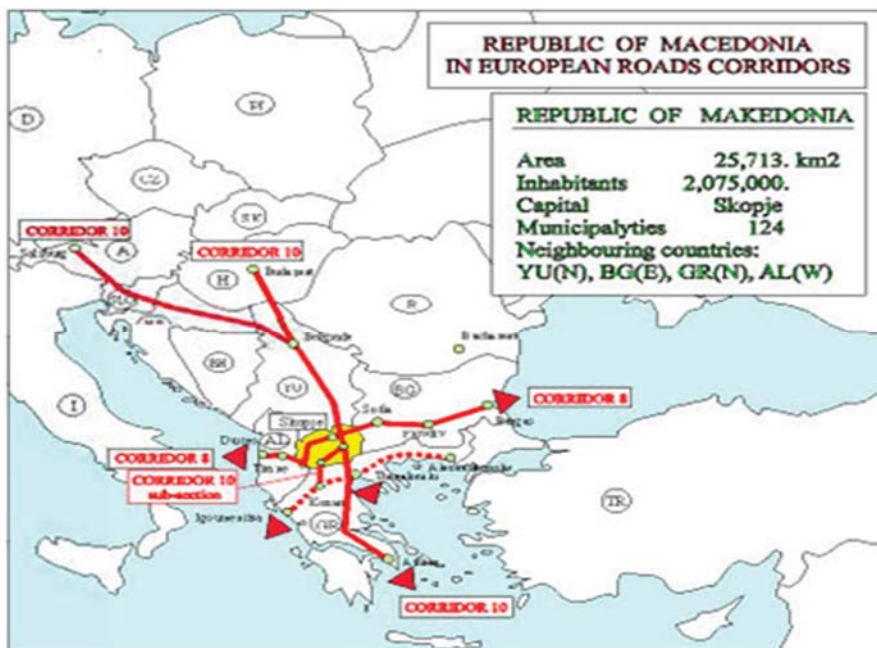 REPUBLIC OF MACEDONIA
IN EUROPEAN ROADS CORRIDORS
REPUBLIC OF MAKEDONIA
Area 25,713. km2
Inhabitants 2,075,000.
Capital Skopje
Municipalyties 124
Neighbouring countries:
YU(N), BG(E), GR(N), AL(W)
D
CZ
SK
CORRIDOR 10
A
CORRIDOR 10
Budapest
H
R
Belgrade
BH
YU
BG
I
Skopje
Sofia
CORRIDOR 8
AL
CORRIDOR 8
CORRIDOR 10
sub-section
GR
TR
CORRIDOR 10